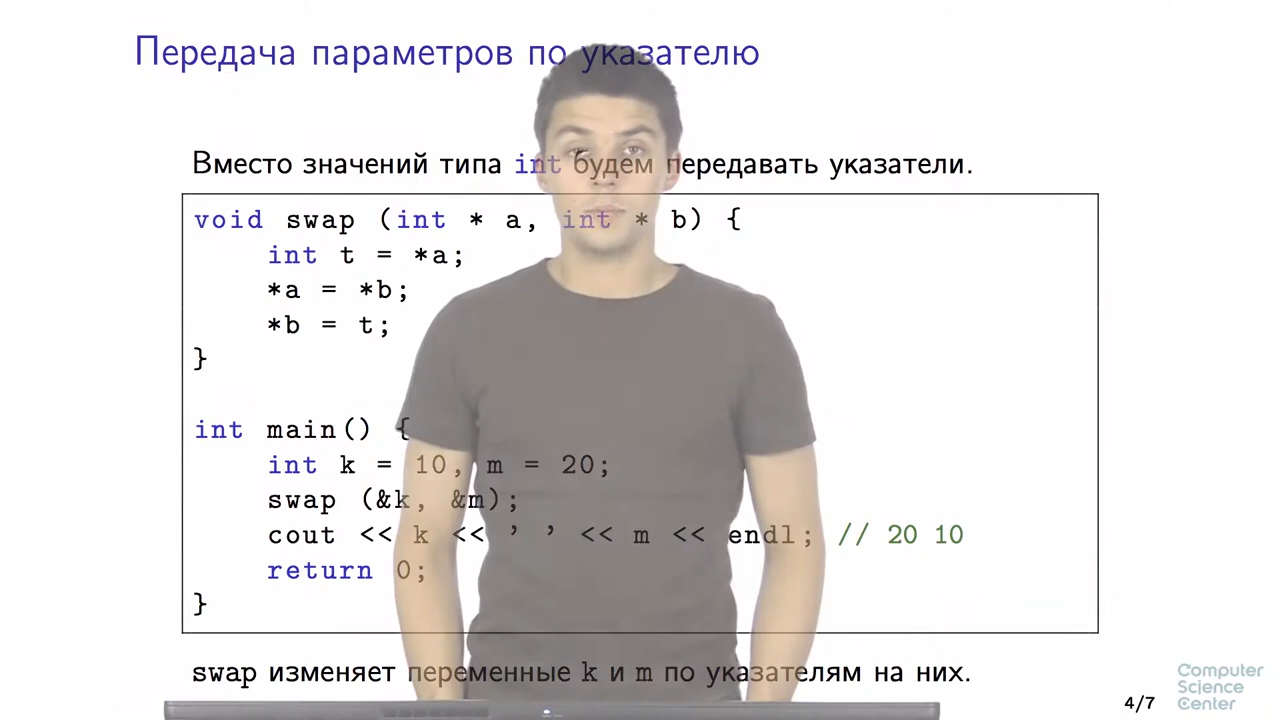 Передача параметров по указателю
Вместо значений типа int будем передавать указатели.
void swap (int * a, int * b) {
    int t = *a;
    *a = *b;
    *b = t;
}
int main() {
    int k = 10, m = 20;
    swap (&k, &m);
    cout << k << ’ ’ << m << endl; // 20 10
    return 0;
}
swap изменяет переменные k и m по указателям на них.
4/7
Computer
Science
Center